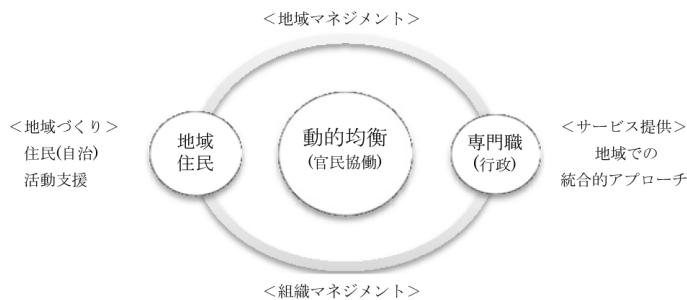 ＜地域マネジメント＞
＜地域づくり＞
住民(自治)
活動支援
地域
住民
動的均衡
(官民協働)
専門職
(行政)
＜サービス提供＞
地域での
統合的アプローチ
＜組織マネジメント＞